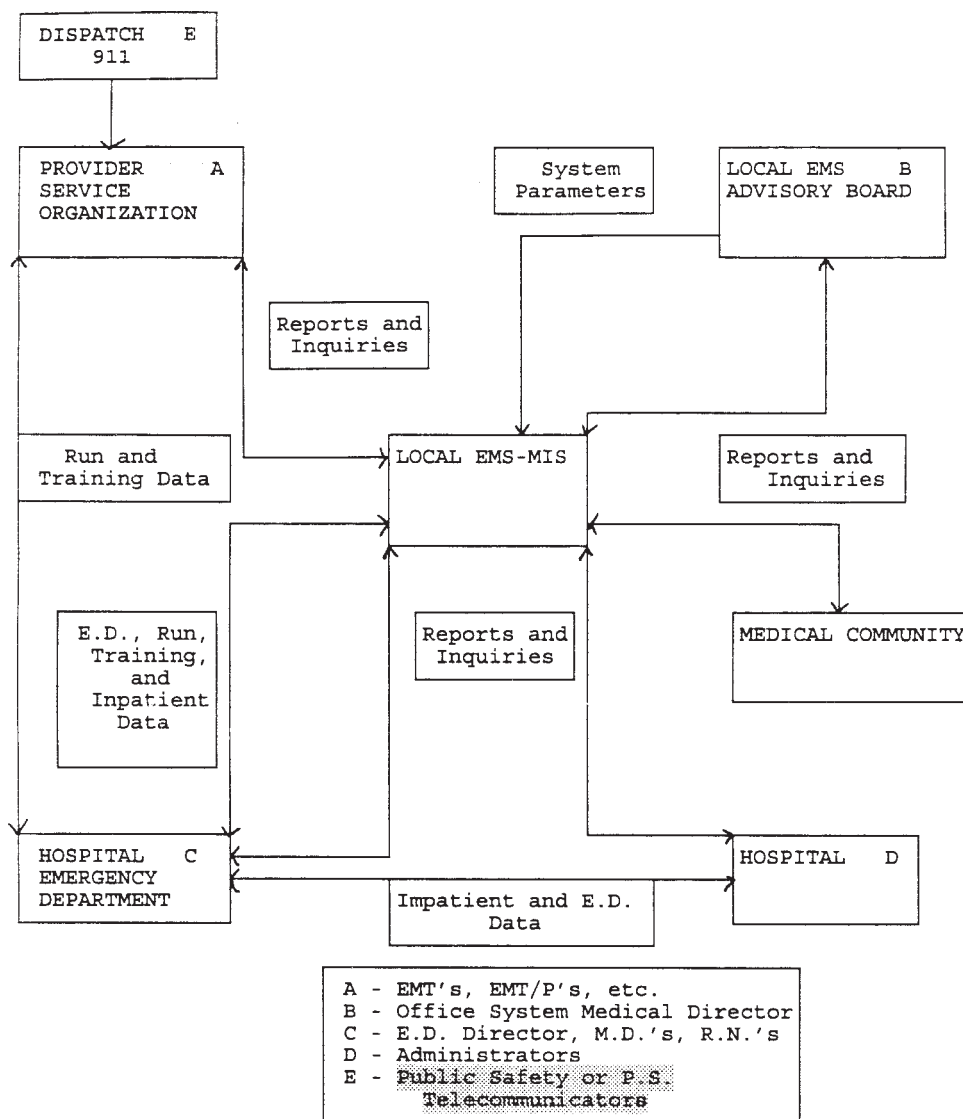 DISPATCH E
911
PROVIDER A
SERVICE
ORGANIZATION
System
Parameters
LOCAL EMS B
ADVISORY BOARD
Reports and
Inquiries
Run and
Training Data
LOCAL EMS-MIS
Reports and
Inquiries
E.D., Run,
Training,
and
Inpatient
Data
Reports and
Inquiries
MEDICAL COMMUNITY
HOSPITAL C
EMERGENCY
DEPARTMENT
HOSPITAL D
Impatient and E.D.
Data
A - EMT's, EMT/P's, etc.
B - Office System Medical Director
C - E.D. Director, M.D.'s, R.N.'s
D - Administrators
E - Public Safety or P.S.
Telecommunicators